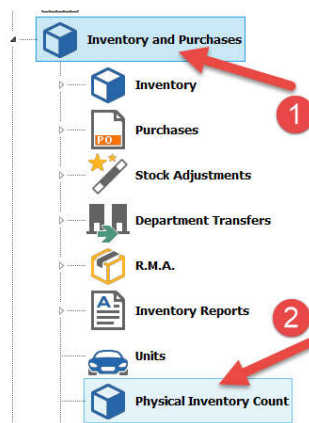 Inventory and Purchases
1
Inventory
PO
Purchases
Stock Adjustments
Department Transfers
R.M.A.
A
Inventory Reports
2
Units
Physical Inventory Count